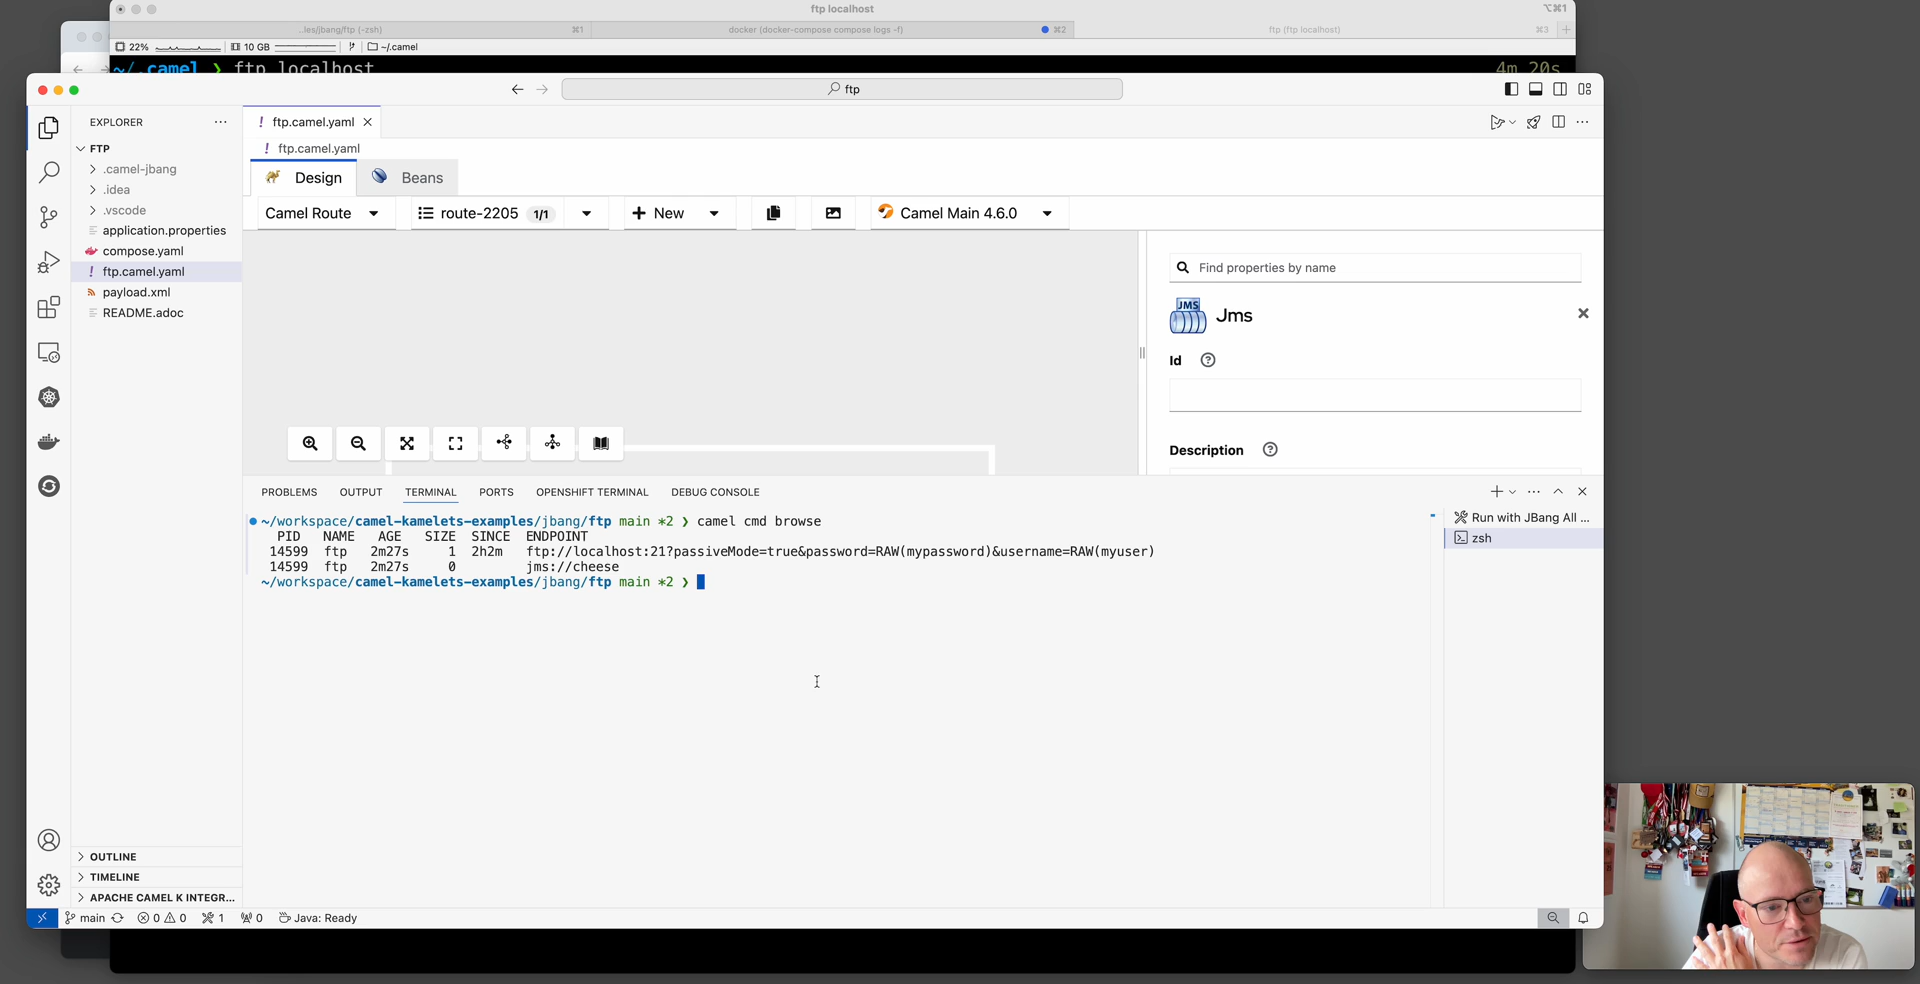 ftp localhost
⌥⌘1
..les/jbang/ftp (-zsh)
⌘1
docker (docker-compose compose logs -f)
⌘2
ftp (ftp localhost)
⌘3
22%
10 GB
~/.camel
~/.camel ❯ ftp localhost
4m 20s
ftp
EXPLORER
FTP
.camel-jbang
.idea
.vscode
application.properties
compose.yaml
ftp.camel.yaml
payload.xml
README.adoc
OUTLINE
TIMELINE
APACHE CAMEL K INTEGR...
! ftp.camel.yaml
! ftp.camel.yaml
Design
Beans
Camel Route
route-2205 1/1
New
Camel Main 4.6.0
Find properties by name
JMS
Jms
Id
Description
PROBLEMS
OUTPUT
TERMINAL
PORTS
OPENSHIFT TERMINAL
DEBUG CONSOLE
~/workspace/camel-kamelets-examples/jbang/ftp main *2 ❯ camel cmd browse
PID NAME AGE SIZE SINCE ENDPOINT
14599 ftp 2m27s 1 2h2m ftp://localhost:21?passiveMode=true&password=RAW(mypassword)&username=RAW(myuser)
14599 ftp 2m27s 0 jms://cheese
~/workspace/camel-kamelets-examples/jbang/ftp main *2 ❯
Run with JBang All ...
zsh
main
0
0
1
0
Java: Ready